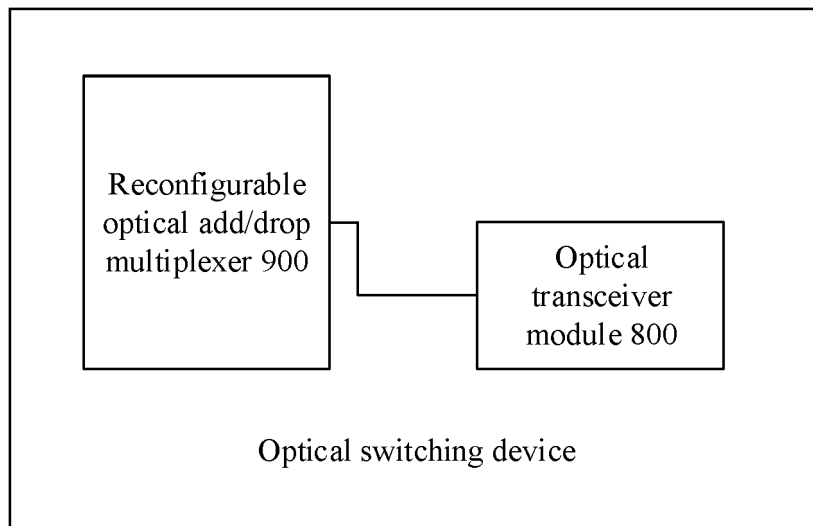 Reconfigurable
optical add/drop
multiplexer 900
Optical
transceiver
module 800
Optical switching device